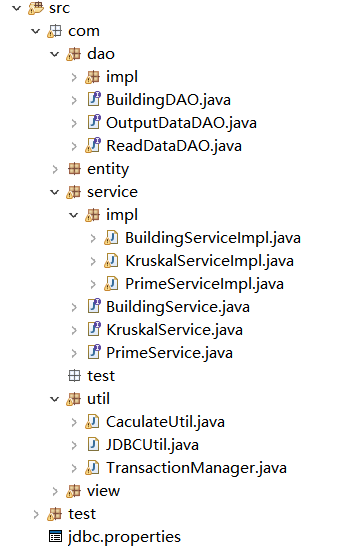 src
com
dao
impl
BuildingDAO.java
OutputDataDAO.java
ReadDataDAO.java
entity
service
impl
BuildingServiceImpl.java
KruskalServiceImpl.java
PrimeServiceImpl.java
BuildingService.java
KruskalService.java
PrimeService.java
test
util
CaculateUtil.java
JDBCUtil.java
TransactionManager.java
view
test
jdbc.properties